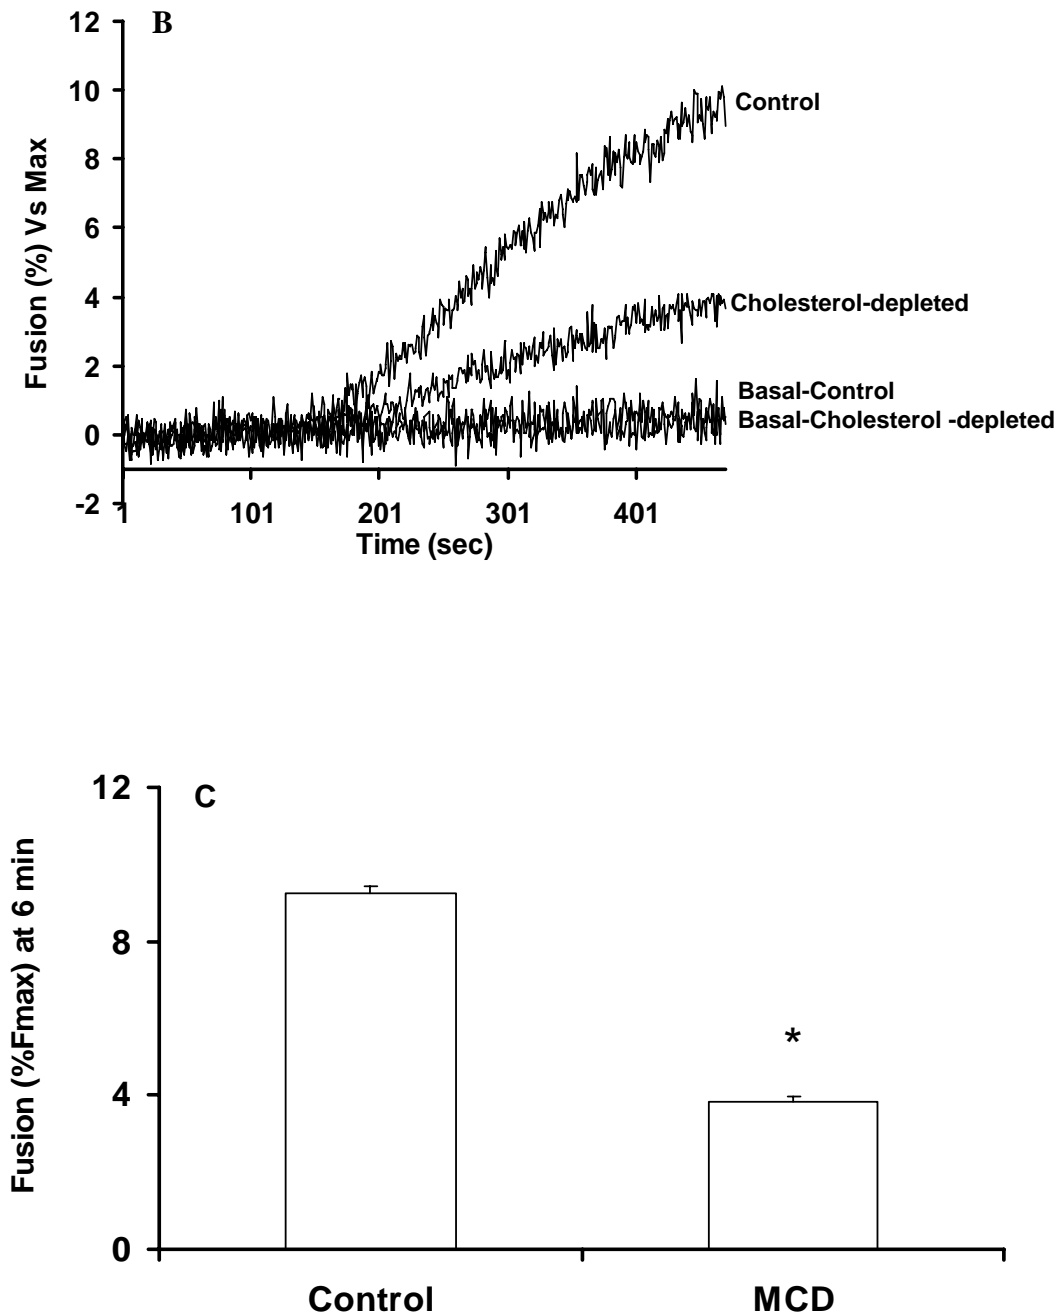 B
12
10
8
6
4
2
0
-2
Fusion (%) Vs Max
Control
Cholesterol-depleted
Basal-Control
Basal-Cholesterol -depleted
1 101 201 301 401
Time (sec)
C
12
8
4
0
Fusion (%Fmax) at 6 min
*
Control MCD